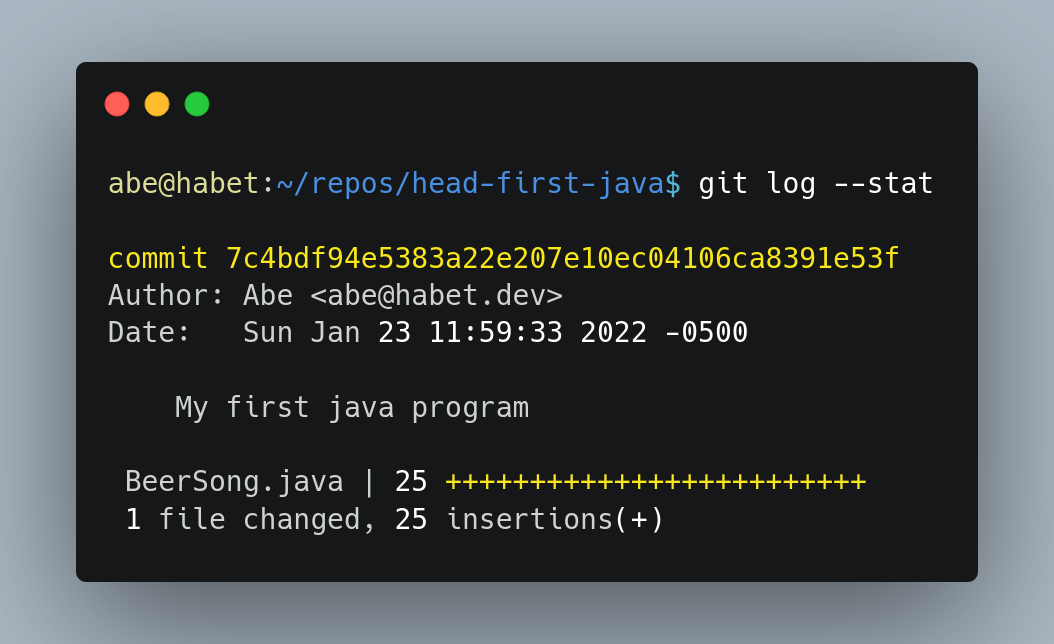 abe@habet:~/repos/head-first-java$ git log --stat
commit 7c4bdf94e5383a22e207e10ec04106ca8391e53f
Author: Abe <abe@habet.dev>
Date:   Sun Jan 23 11:59:33 2022 -0500
    My first java program
 BeerSong.java | 25 +++++++++++++++++++++++++
 1 file changed, 25 insertions(+)